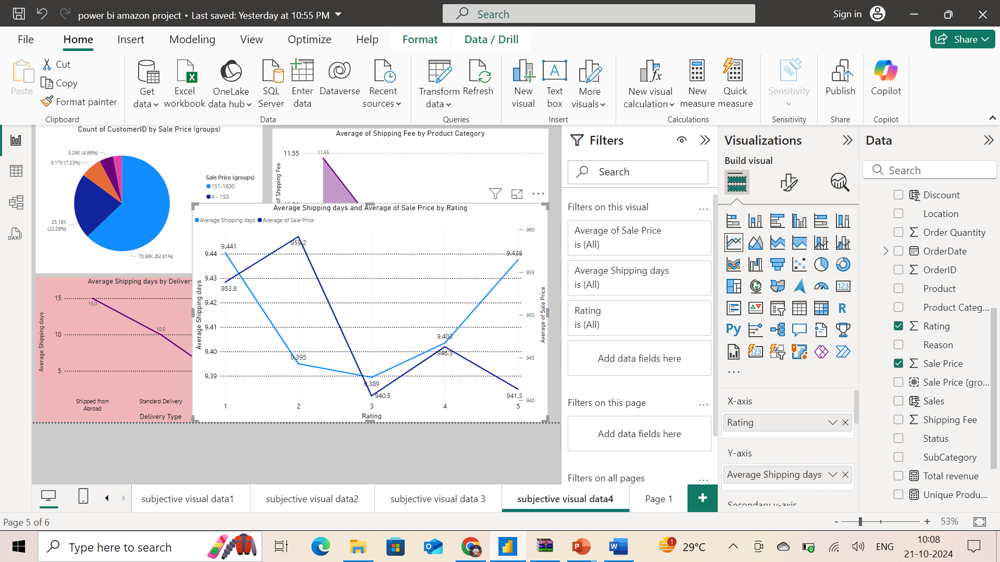 power bi amazon project • Last saved: Yesterday at 10:55 PM
Search
Sign in
File
Home
Insert
Modeling
View
Optimize
Help
Format
Data / Drill
Share
Paste
Cut
Copy
Format painter
Clipboard
Get data
Excel workbook
OneLake data hub
SQL Server
Enter data
Dataverse
Recent sources
Data
Transform data
Refresh
Queries
New visual
Text box
More visuals
Insert
New visual calculation
New measure
Quick measure
Calculations
Sensitivity
Sensitivity
Publish
Share
Copilot
Copilot
DAX
Count of CustomerID by Sale Price (groups)
5.26K (4.66%)
8.17K (7.23%)
25.18K
(22.29%)
70.98K (62.81%)
Sale Price (groups)
151-1600
4 - 150.
Average of Shipping Fee by Product Category
11.55
11.55
of Shipping Fee
Average Shipping days by Delivery
Average Shipping days
15
10
5
15.0
10.0
Shipped from
Abroad
Standard Delivery
Delivery Type
Average Shipping days and Average of Sale Price by Rating
Average Shipping days
Average of Sale Price
Average Shipping days
9.44
9.43
9.42
9.41
9.40
9.39
9.441
959.2
953.8
9.395
9.389
940.5
9.403
946.3
9.438
941.3
960
955
950
945
940
Average of Sale Price
1
2
3
4
5
Rating
Filters
Search
Filters on this visual
...
Average of Sale Price
is (All)
Average Shipping days
is (All)
Rating
is (All)
Add data fields here
Filters on this page
...
Add data fields here
Filters on all pages
...
Visualizations
Build visual
123
R
Py
123
...
X-axis
Rating
Y-axis
Average Shipping days
Secondary y-axis
Data
Search
Discount
Location
Order Quantity
OrderDate
OrderID
Product
Product Categ...
Rating
Reason
Sale Price
Sale Price (gro...
Sales
Shipping Fee
Status
SubCategory
Total revenue
Unique Produ...
subjective visual data1
subjective visual data2
subjective visual data 3
subjective visual data4
Page 1
+
Page 5 of 6
- + 53%
Type here to search
1
29°C
ENG
10:08
21-10-2024